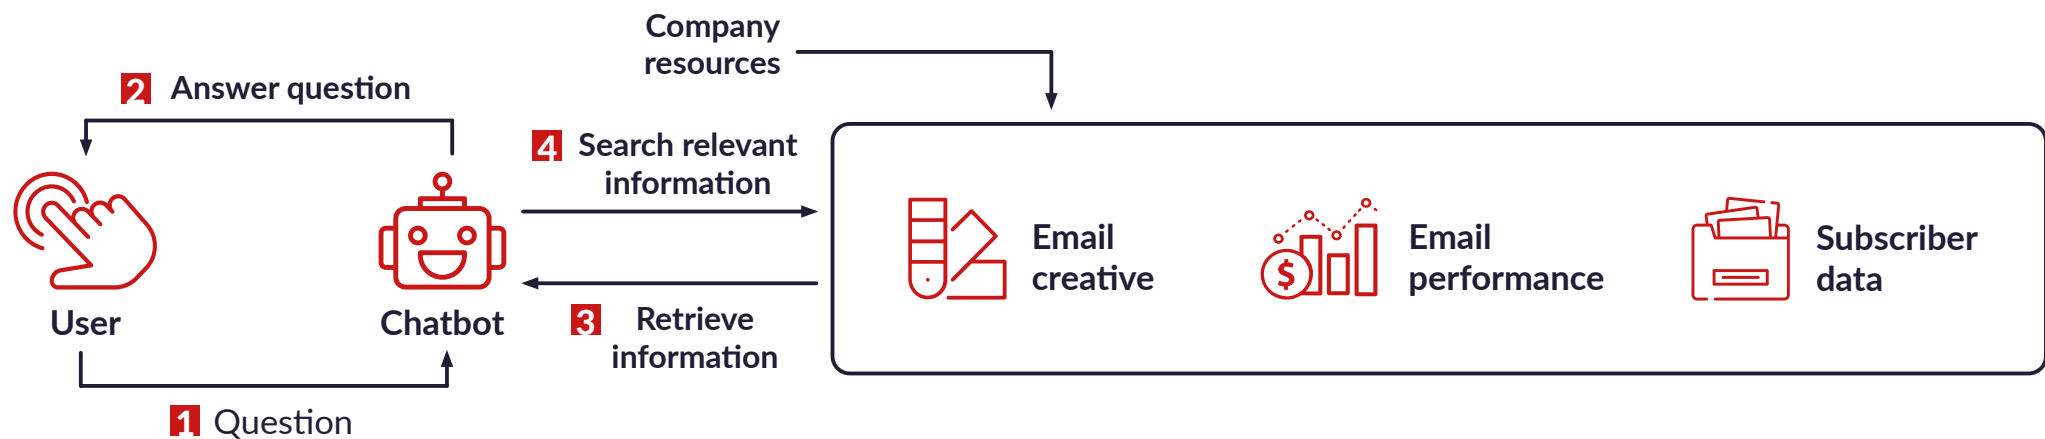 Company
resources
2 Answer question
4 Search relevant
information
Email
creative
Email
performance
Subscriber
data
$
User
Chatbot
3 Retrieve
information
1 Question